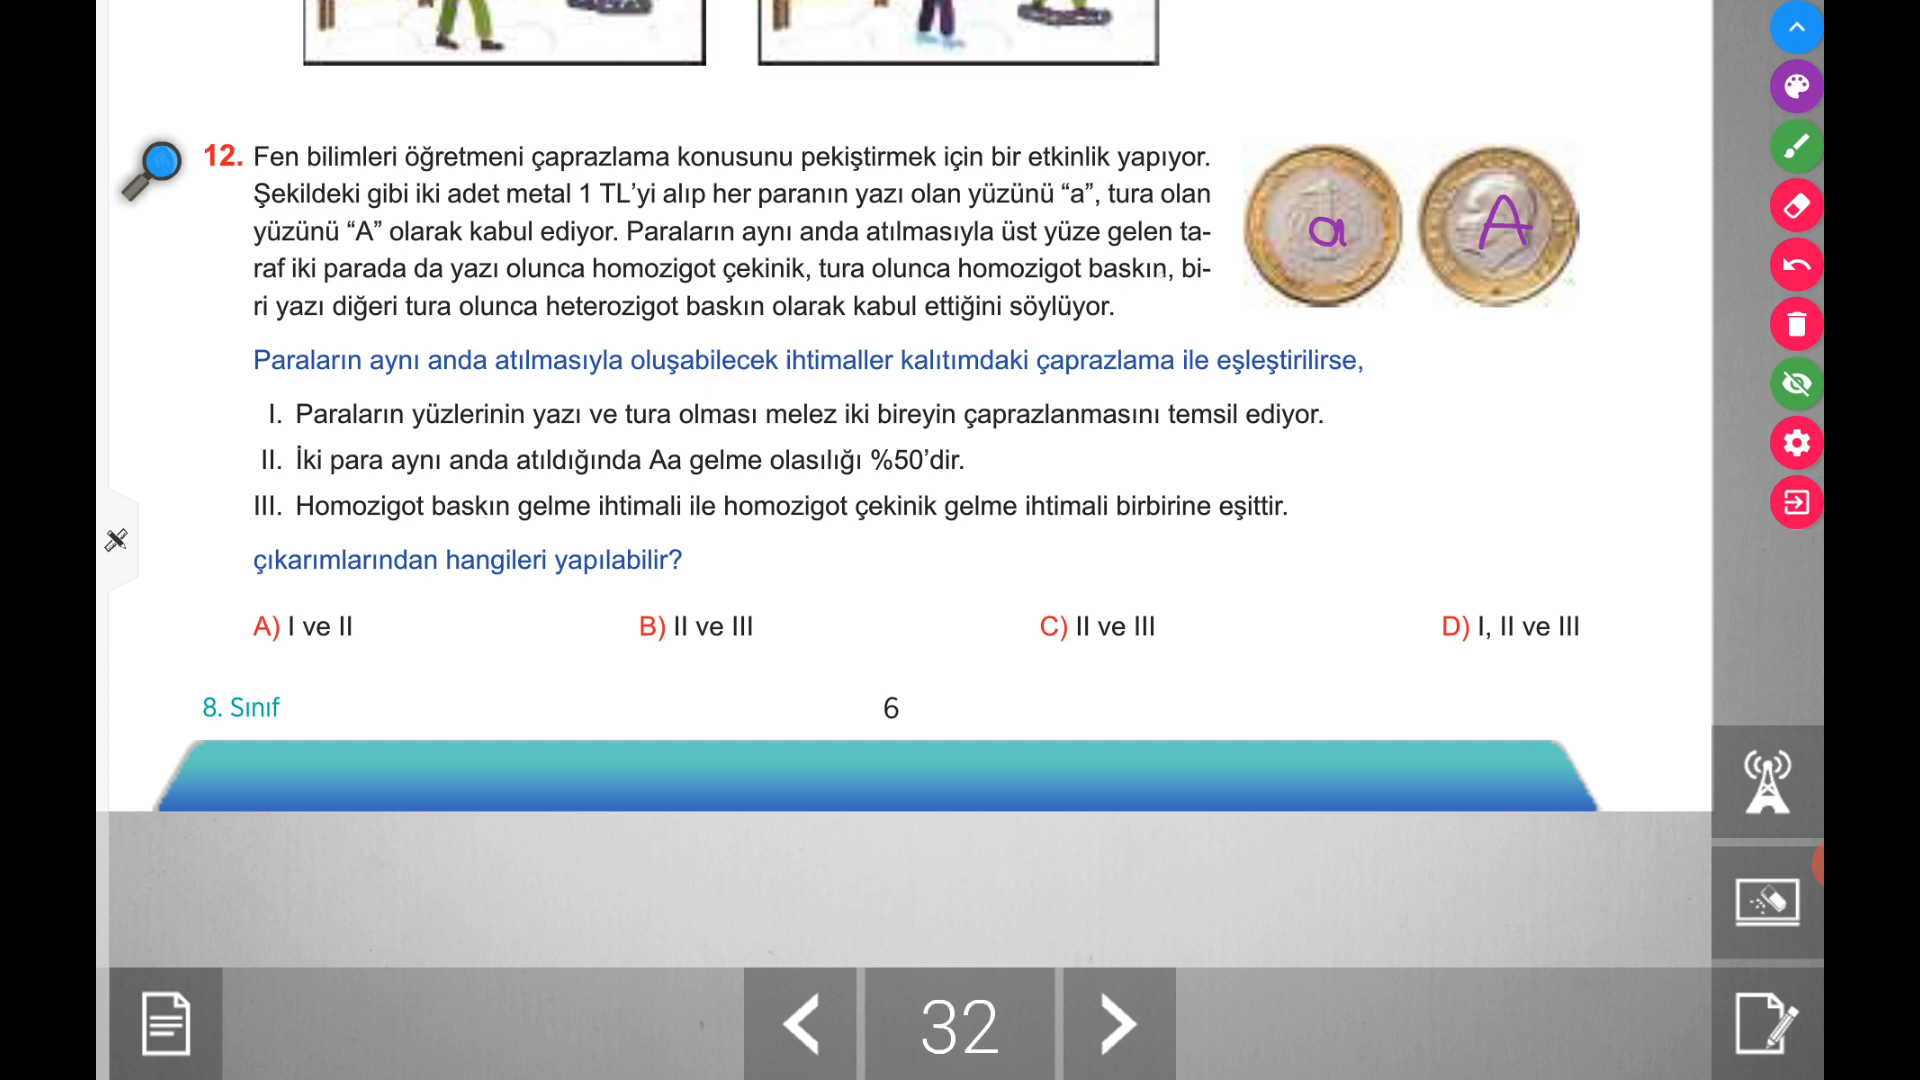 12. Fen bilimleri öğretmeni çaprazlama konusunu pekiştirmek için bir etkinlik yapıyor.
Şekildeki gibi iki adet metal 1 TL’yi alıp her paranın yazı olan yüzünü “a”, tura olan
yüzünü “A” olarak kabul ediyor. Paraların aynı anda atılmasıyla üst yüze gelen ta-
raf iki parada da yazı olunca homozigot çekinik, tura olunca homozigot baskın, bi-
ri yazı diğeri tura olunca heterozigot baskın olarak kabul ettiğini söylüyor.
a A
Paraların aynı anda atılmasıyla oluşabilecek ihtimaller kalıtımdaki çaprazlama ile eşleştirilirse,
I. Paraların yüzlerinin yazı ve tura olması melez iki bireyin çaprazlanmasını temsil ediyor.
II. İki para aynı anda atıldığında Aa gelme olasılığı %50’dir.
III. Homozigot baskın gelme ihtimali ile homozigot çekinik gelme ihtimali birbirine eşittir.
çıkarımlarından hangileri yapılabilir?
A) I ve II B) II ve III C) II ve III D) I, II ve III
8. Sınıf 6
32